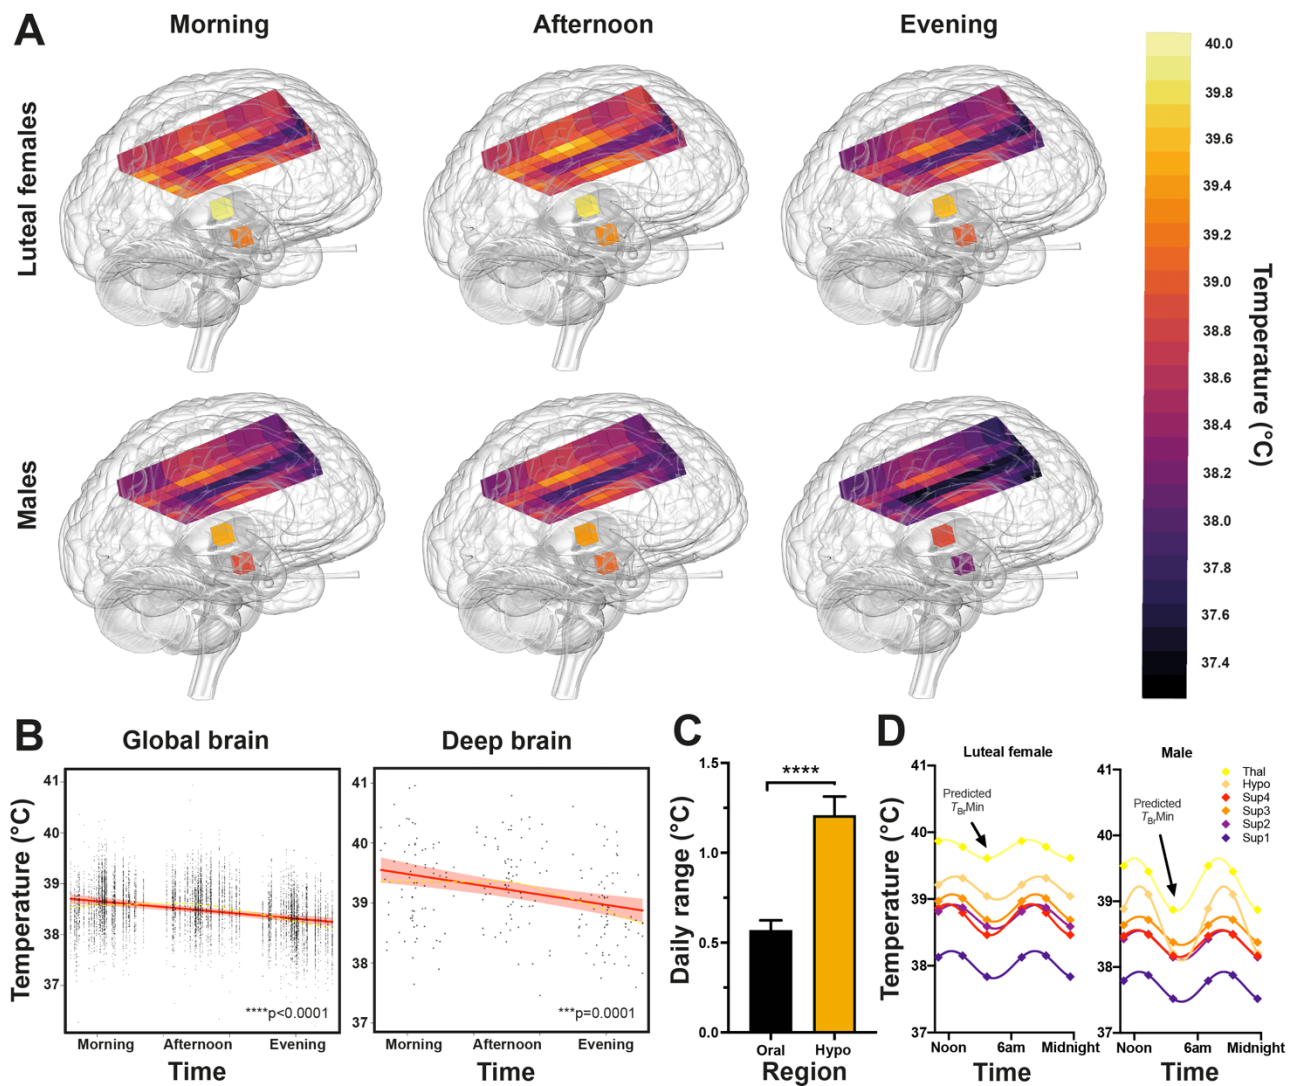 A
Morning
Afternoon
Evening
Luteal females
Males
40.0
39.8
39.6
39.4
39.2
39.0
38.8
38.6
38.4
38.2
38.0
37.8
37.6
37.4
Temperature (°C)
B
Global brain
Deep brain
Temperature (°C)
41
40
39
38
37
****p<0.0001
Morning
Afternoon
Evening
Time
41
40
39
38
37
***p=0.0001
Morning
Afternoon
Evening
Time
C
Daily range (°C)
1.5
1.0
0.5
0.0
****
Oral
Hypo
Region
D
Luteal female
Temperature (°C)
41
40
39
38
37
Predicted
TBrMin
Noon
6am
Midnight
Time
Male
41
40
39
38
37
Predicted
TBrMin
Thal
Hypo
Sup4
Sup3
Sup2
Sup1
Noon
6am
Midnight
Time